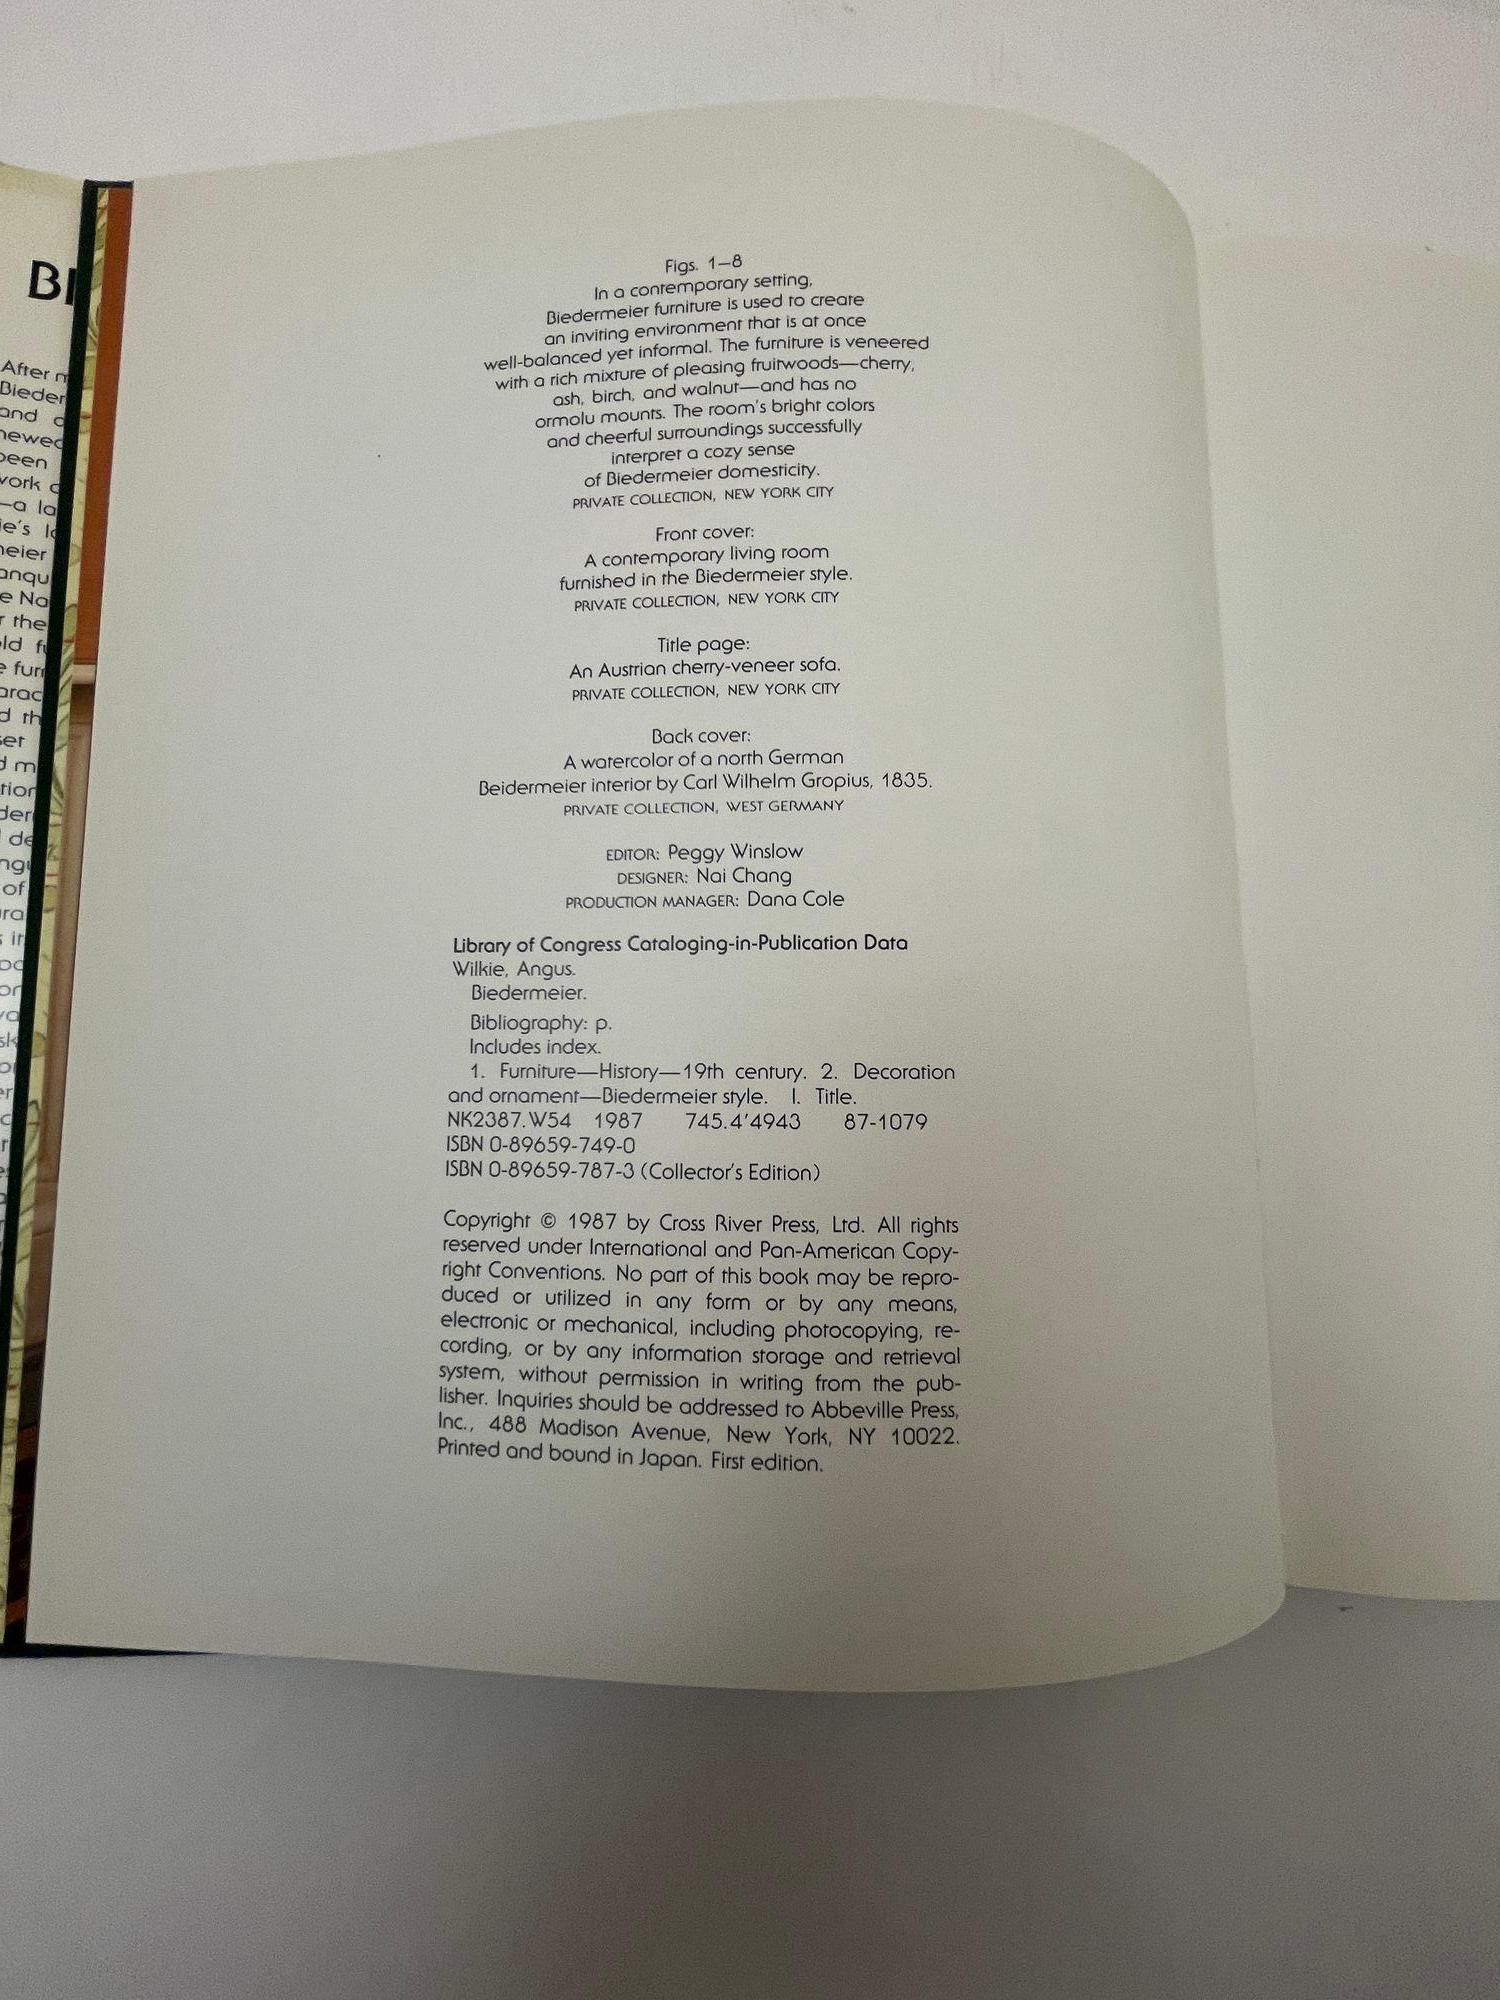 BI
After
Bieder
and
been
Figs. 1–8
In a contemporary setting,
Biedermeier furniture is used to create
an inviting environment that is at once
well-balanced yet informal. The furniture is veneered
with a rich mixture of pleasing fruitwoods—cherry,
ash, birch, and walnut—and has no
ormolu mounts. The room's bright colors
and cheerful surroundings successfully
interpret a cozy sense
of Biedermeier domesticity.
PRIVATE COLLECTION, NEW YORK CITY
Front cover:
A contemporary living room
furnished in the Biedermeier style.
PRIVATE COLLECTION, NEW YORK CITY
Title page:
An Austrian cherry-veneer sofa.
PRIVATE COLLECTION, NEW YORK CITY
Back cover:
A watercolor of a north German
Beidermeier interior by Carl Wilhelm Gropius, 1835.
PRIVATE COLLECTION, WEST GERMANY
EDITOR: Peggy Winslow
DESIGNER: Nai Chang
PRODUCTION MANAGER: Dana Cole
Library of Congress Cataloging-in-Publication Data
Wilkie, Angus.
Biedermeier.
Bibliography: p.
Includes index.
1. Furniture—History—19th century. 2. Decoration
and ornament—Biedermeier style. I. Title.
NK2387.W54 1987 745.4'4943 87-1079
ISBN 0-89659-749-0
ISBN 0-89659-787-3 (Collector's Edition)
Copyright © 1987 by Cross River Press, Ltd. All rights
reserved under International and Pan-American Copy-
right Conventions. No part of this book may be repro-
duced or utilized in any form or by any means,
electronic or mechanical, including photocopying, re-
cording, or by any information storage and retrieval
system, without permission in writing from the pub-
lisher. Inquiries should be addressed to Abbeville Press,
Inc., 488 Madison Avenue, New York, NY 10022.
Printed and bound in Japan. First edition.